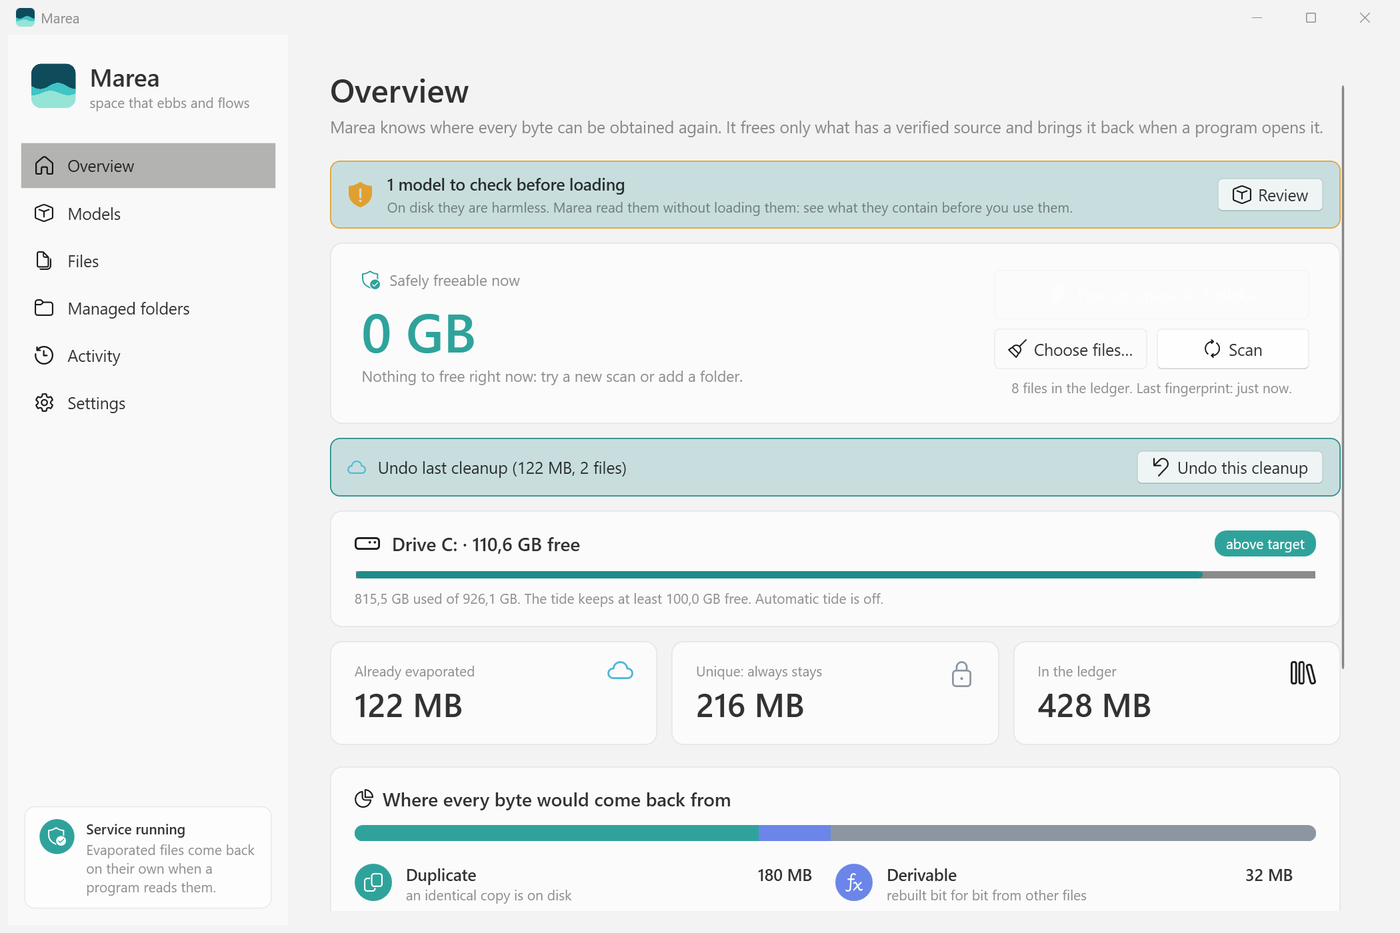 Marea
Marea
space that ebbs and flows
Overview
Models
Files
Managed folders
Activity
Settings
Service running
Evaporated files come back
on their own when a
program reads them.
Overview
Marea knows where every byte can be obtained again. It frees only what has a verified source and brings it back when a program opens it.
1 model to check before loading
On disk they are harmless. Marea read them without loading them: see what they contain before you use them.
Review
Safely freeable now
0 GB
Nothing to free right now: try a new scan or add a folder.
Choose files...
Scan
8 files in the ledger. Last fingerprint: just now.
Undo last cleanup (122 MB, 2 files)
Undo this cleanup
Drive C: · 110,6 GB free
above target
815,5 GB used of 926,1 GB. The tide keeps at least 100,0 GB free. Automatic tide is off.
Already evaporated
122 MB
Unique: always stays
216 MB
In the ledger
428 MB
Where every byte would come back from
Duplicate
180 MB
an identical copy is on disk
fx
Derivable
32 MB
rebuilt bit for bit from other files